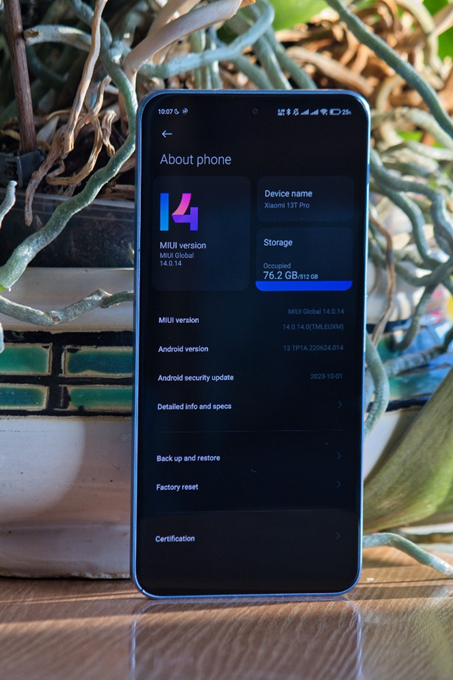 10:07
About phone
14
MIUI version
MIUI Global
14.0.14
Device name
Xiaomi 13T Pro
Storage
Occupied
76.2 GB/512 GB
MIUI version
MIUI Global 14.0.14
14.0.14.0(TMLEUXM)
Android version
13 TP1A.220624.014
Android security update
2023-10-01
Detailed info and specs
Back up and restore
Factory reset
Certification